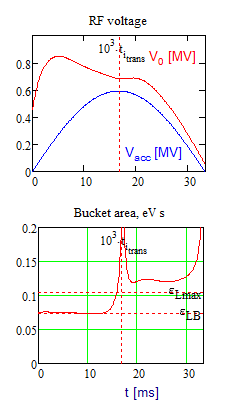 RF voltage
10³·t_i_trans V₀ [MV]
0.8
0.6
0.4
V_acc [MV]
0.2
0
0 10 20 30
Bucket area, eV s
0.2
10³·t_i_trans
0.15
0.1
ε_Lmax
ε_LB
0.05
0
0 10 20 30
t [ms]